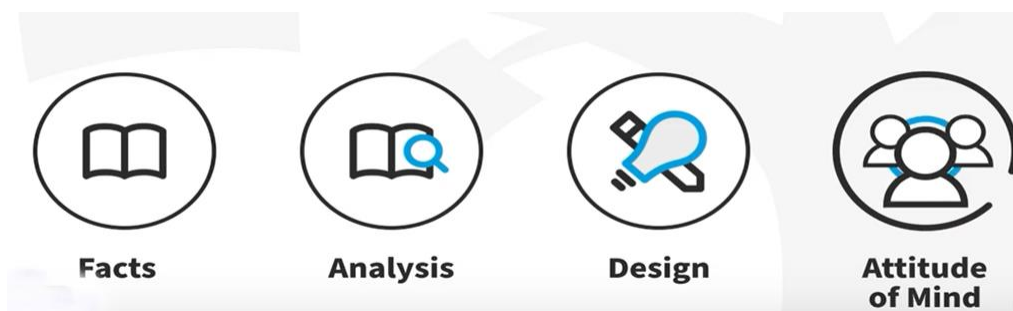 Facts
Analysis
Design
Attitude
of Mind